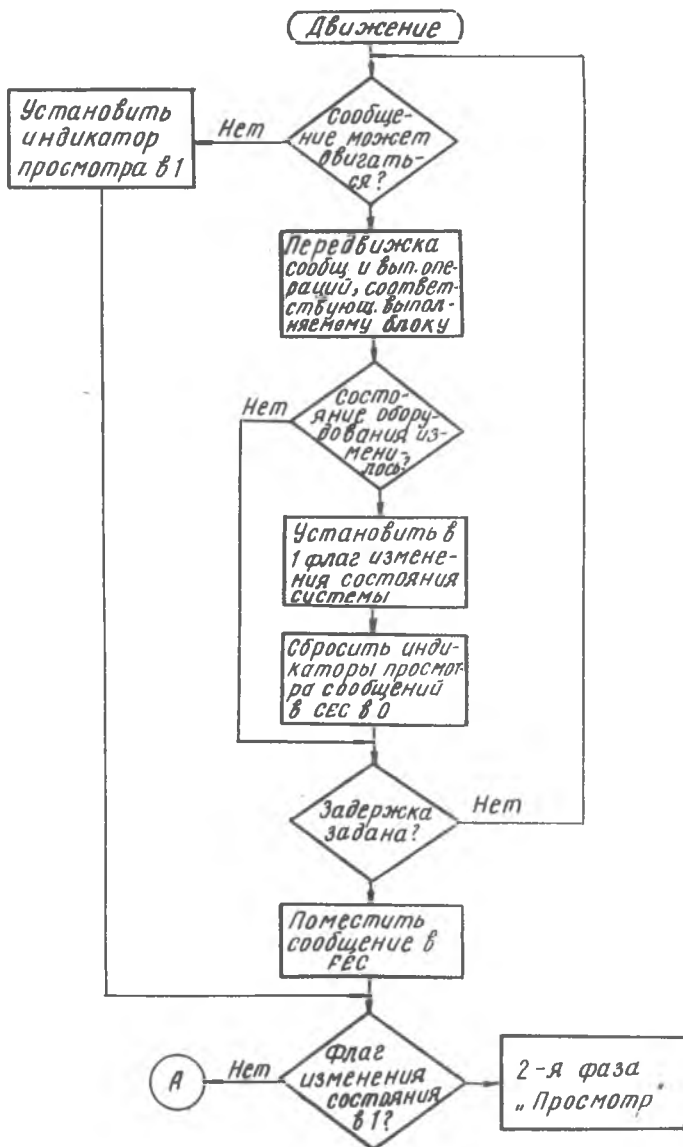 Движение
Сообще-
ние может
двигать-
ся?
Нет
Установить
индикатор
просмотра в 1
Передвижка
сообщ и вып. опе-
раций, соответ-
ствующ. выпол-
няемому блоку
Состо-
яние обору-
дования из-
мени-
лось?
Нет
Установить в
1 флаг измене-
ния состояния
системы
Сбросить инди-
каторы просмот-
ра сообщений
в СЕС в 0
Задержка
задана?
Нет
Поместить
сообщение в
FEC
Флаг
изменения
состояния
в 1?
Нет
А
2-я фаза
„Просмотр"